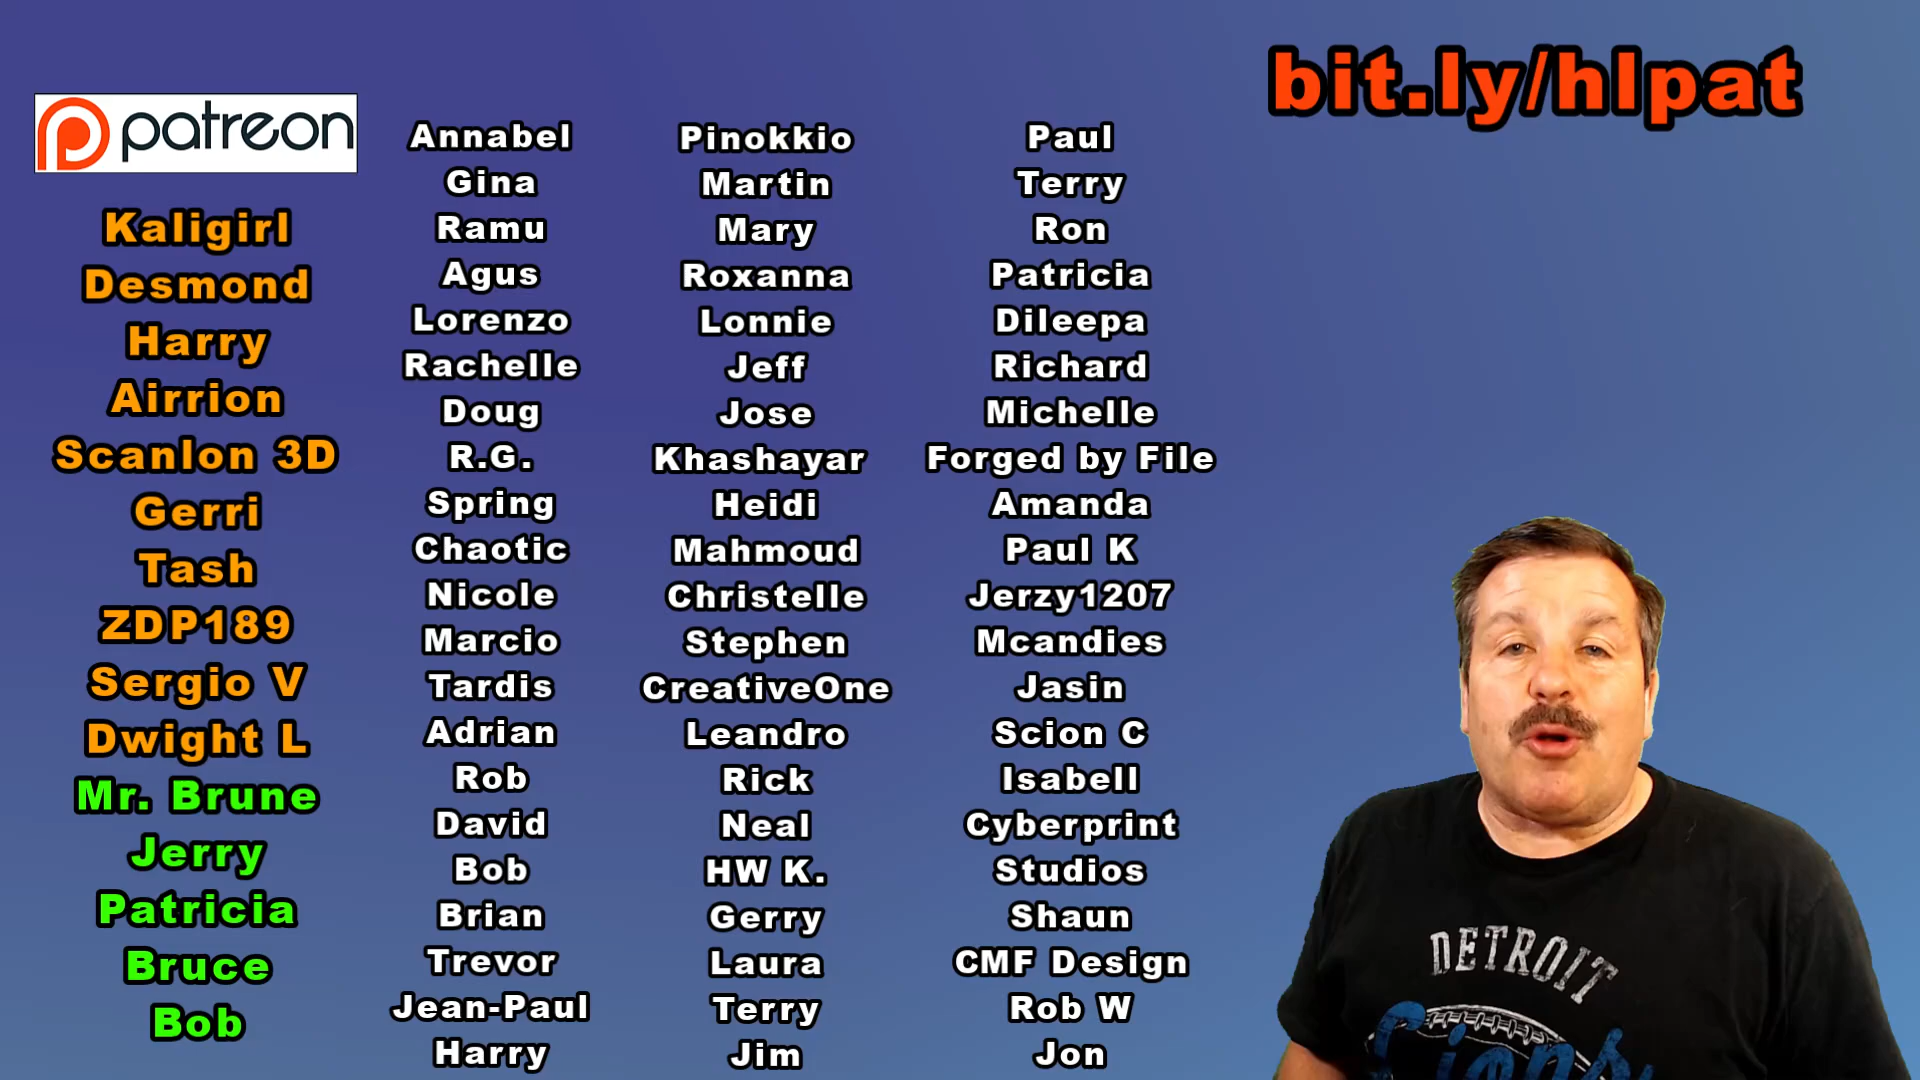 patreon
Kaligirl
Desmond
Harry
Airrion
Scanlon 3D
Gerri
Tash
ZDP189
Sergio V
Dwight L
Mr. Brune
Jerry
Patricia
Bruce
Bob
Annabel
Gina
Ramu
Agus
Lorenzo
Rachelle
Doug
R.G.
Spring
Chaotic
Nicole
Marcio
Tardis
Adrian
Rob
David
Bob
Brian
Trevor
Jean-Paul
Harry
Pinokkio
Martin
Mary
Roxanna
Lonnie
Jeff
Jose
Khashayar
Heidi
Mahmoud
Christelle
Stephen
CreativeOne
Leandro
Rick
Neal
HW K.
Gerry
Laura
Terry
Jim
Paul
Terry
Ron
Patricia
Dileepa
Richard
Michelle
Forged by File
Amanda
Paul K
Jerzy1207
Mcandies
Jasin
Scion C
Isabell
Cyberprint
Studios
Shaun
CMF Design
Rob W
Jon
bit.ly/hlpat
DETROIT
Lions